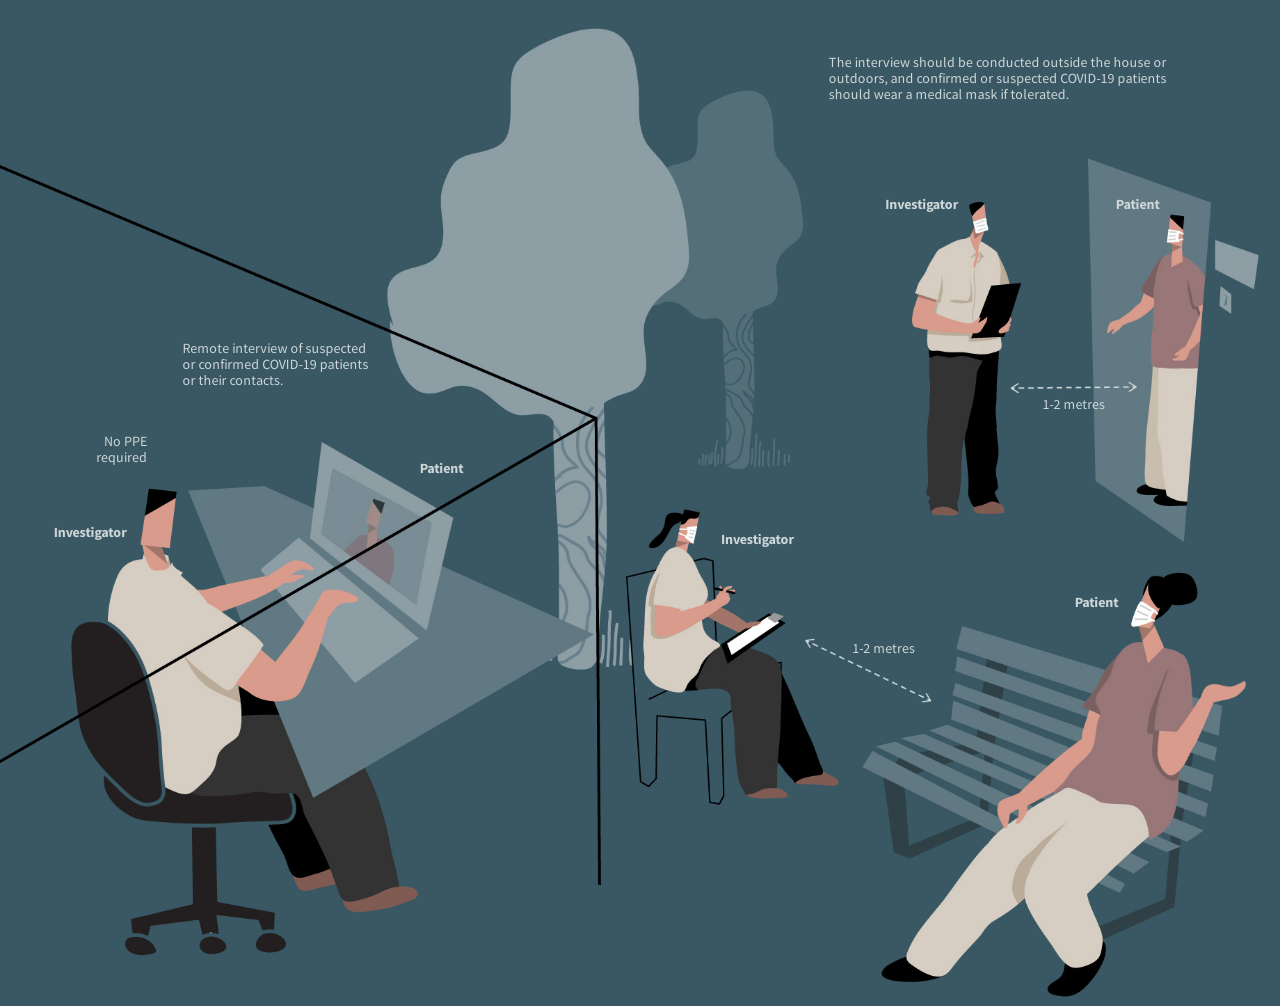 The interview should be conducted outside the house or
outdoors, and confirmed or suspected COVID-19 patients
should wear a medical mask if tolerated.
Investigator
Patient
1-2 metres
Remote interview of suspected
or confirmed COVID-19 patients
or their contacts.
No PPE
required
Patient
Investigator
Investigator
Patient
1-2 metres